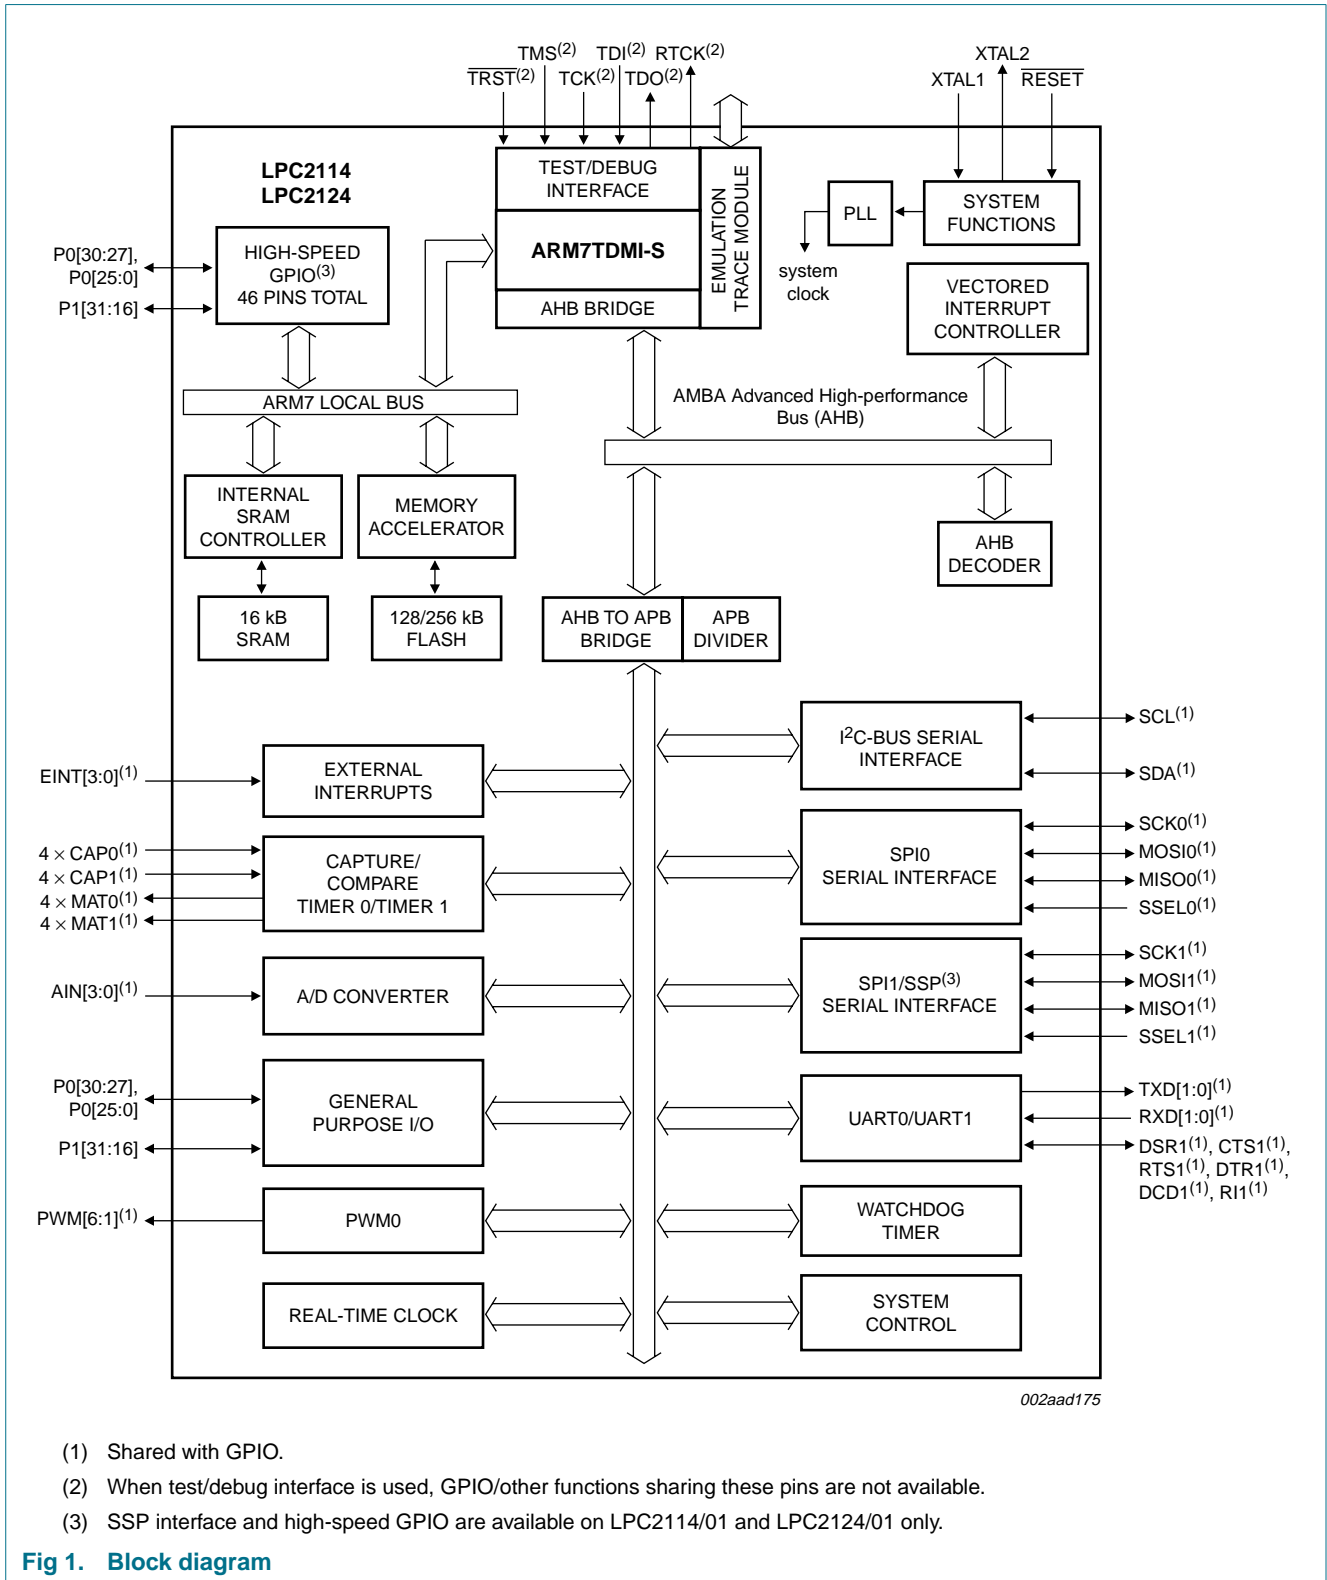 TMS(2) TDI(2) RTCK(2)
TRST(2) TCK(2) TDO(2)
XTAL2
XTAL1 RESET
LPC2114
LPC2124
TEST/DEBUG
INTERFACE
EMULATION
TRACE MODULE
PLL
SYSTEM
FUNCTIONS
P0[30:27],
P0[25:0]
P1[31:16]
HIGH-SPEED
GPIO(3)
46 PINS TOTAL
ARM7TDMI-S
system
clock
AHB BRIDGE
VECTORED
INTERRUPT
CONTROLLER
ARM7 LOCAL BUS
AMBA Advanced High-performance
Bus (AHB)
INTERNAL
SRAM
CONTROLLER
MEMORY
ACCELERATOR
AHB
DECODER
16 kB
SRAM
128/256 kB
FLASH
AHB TO APB
BRIDGE
APB
DIVIDER
I2C-BUS SERIAL
INTERFACE
SCL(1)
SDA(1)
EINT[3:0](1)
EXTERNAL
INTERRUPTS
4 × CAP0(1)
4 × CAP1(1)
4 × MAT0(1)
4 × MAT1(1)
CAPTURE/
COMPARE
TIMER 0/TIMER 1
SPI0
SERIAL INTERFACE
SCK0(1)
MOSI0(1)
MISO0(1)
SSEL0(1)
AIN[3:0](1)
A/D CONVERTER
SPI1/SSP(3)
SERIAL INTERFACE
SCK1(1)
MOSI1(1)
MISO1(1)
SSEL1(1)
P0[30:27],
P0[25:0]
P1[31:16]
GENERAL
PURPOSE I/O
UART0/UART1
TXD[1:0](1)
RXD[1:0](1)
DSR1(1), CTS1(1),
RTS1(1), DTR1(1),
DCD1(1), RI1(1)
PWM[6:1](1)
PWM0
WATCHDOG
TIMER
REAL-TIME CLOCK
SYSTEM
CONTROL
002aad175
(1) Shared with GPIO.
(2) When test/debug interface is used, GPIO/other functions sharing these pins are not available.
(3) SSP interface and high-speed GPIO are available on LPC2114/01 and LPC2124/01 only.
Fig 1. Block diagram